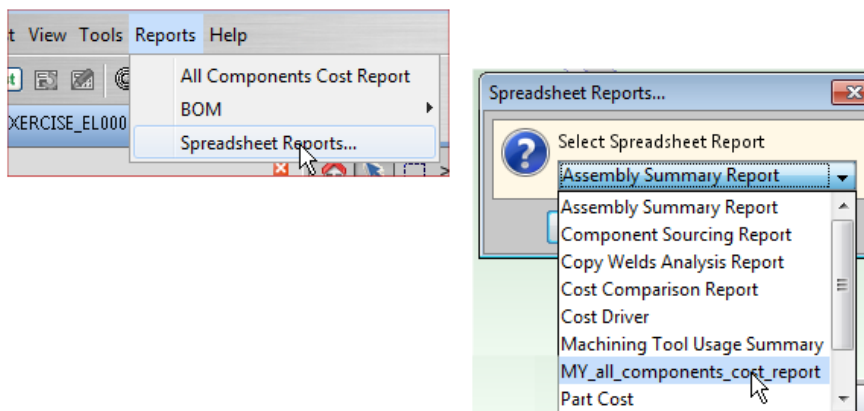 View Tools Reports Help
All Components Cost Report
BOM
XERCISE_EL000
Spreadsheet Reports...
Spreadsheet Reports...
Select Spreadsheet Report
Assembly Summary Report
Assembly Summary Report
Component Sourcing Report
Copy Welds Analysis Report
Cost Comparison Report
Cost Driver
Machining Tool Usage Summary
MY_all_components_cost_report
Part Cost